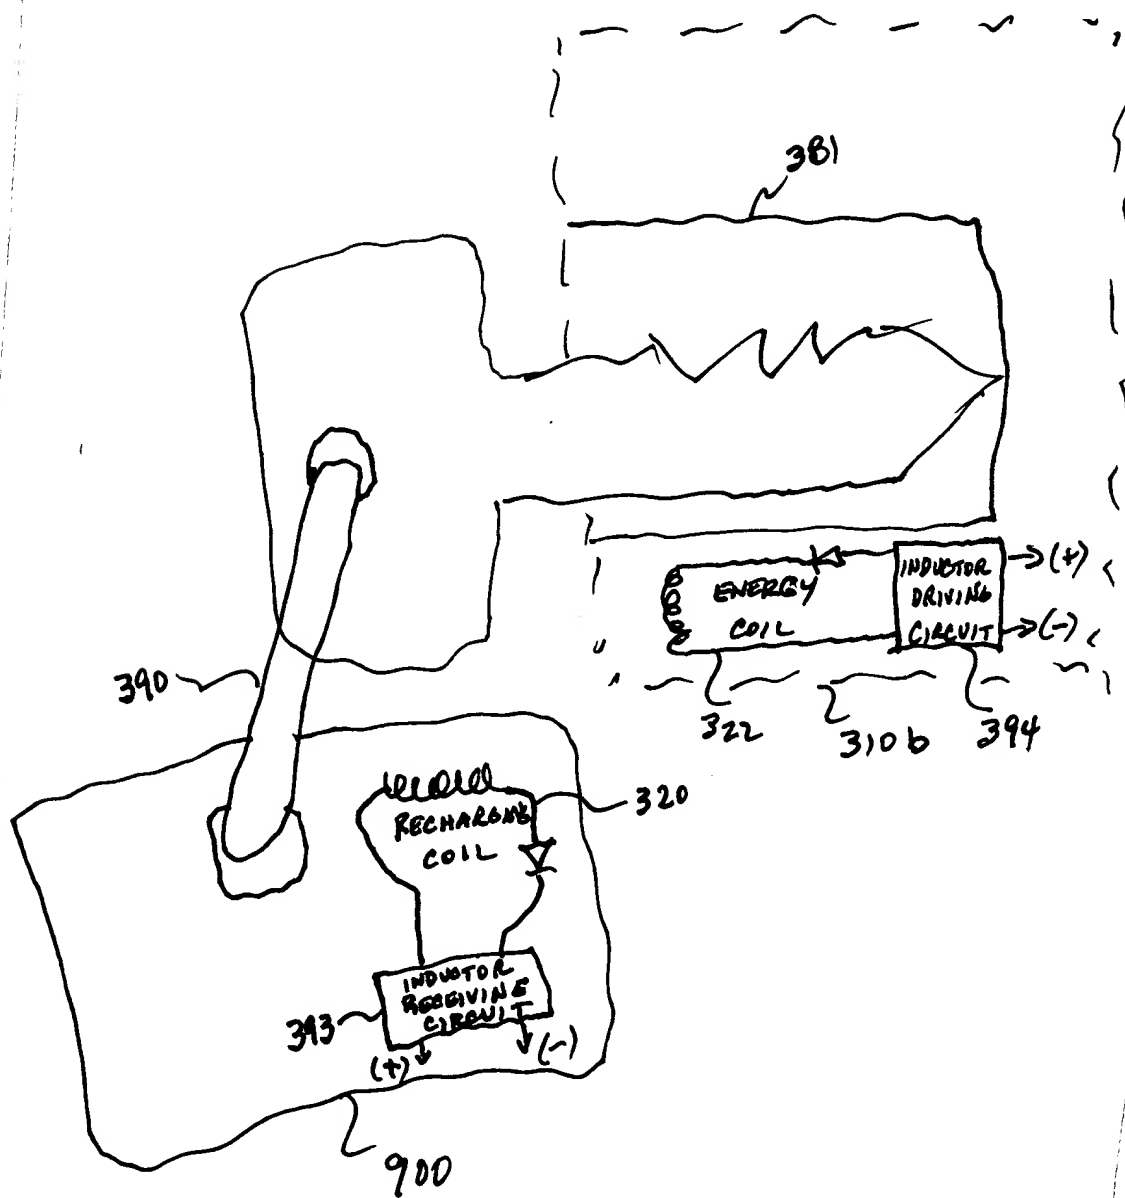 381
ENERGY
COIL
INDUCTOR
DRIVING
CIRCUIT
(+)
(-)
390
322
310b
394
320
RECHARGING
COIL
INDUCTOR
RECEIVING
CIRCUIT
393
(+)
(-)
900